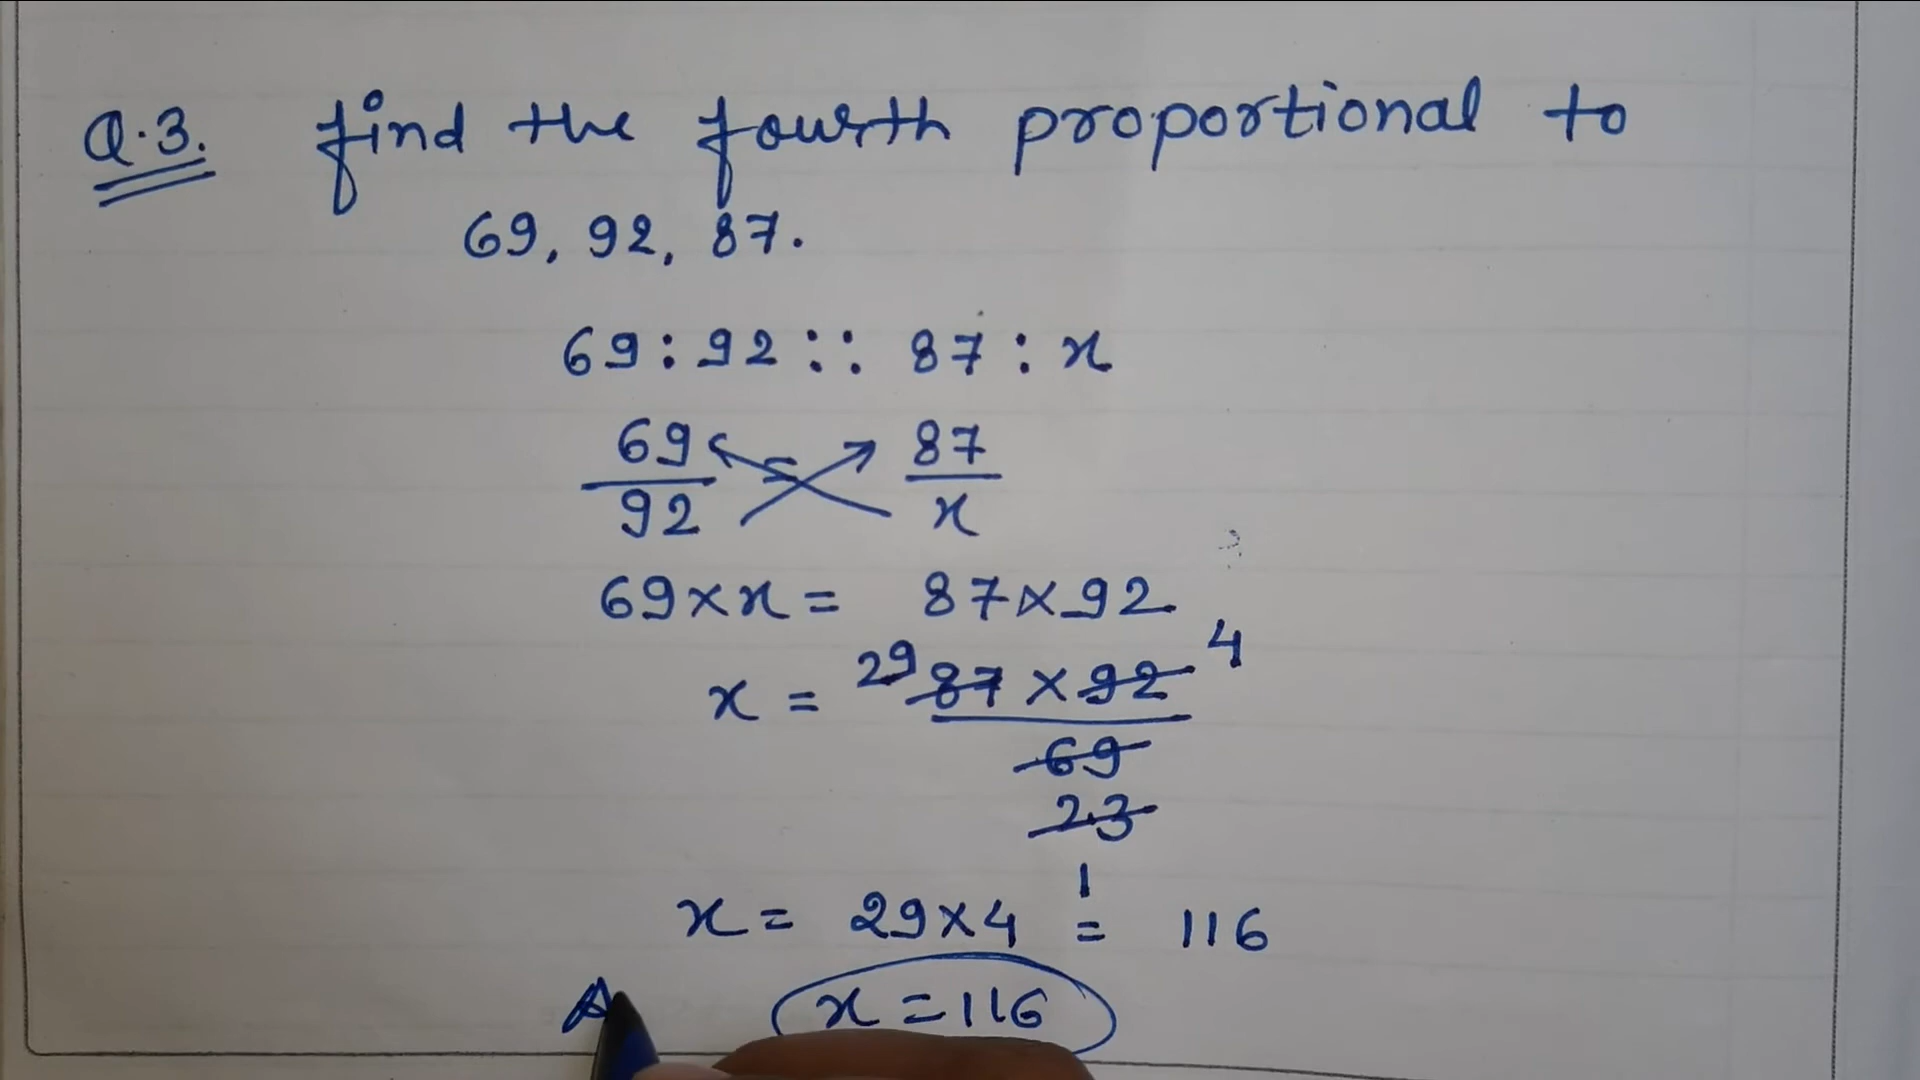 Q.3. find the fourth proportional to
69, 92, 87.
69 : 92 :: 87 : x
69/92 = 87/x
69 × x = 87 × 92
x = 29 87 × 92 4
69
23
1
x = 29 × 4 = 116
A
x = 116